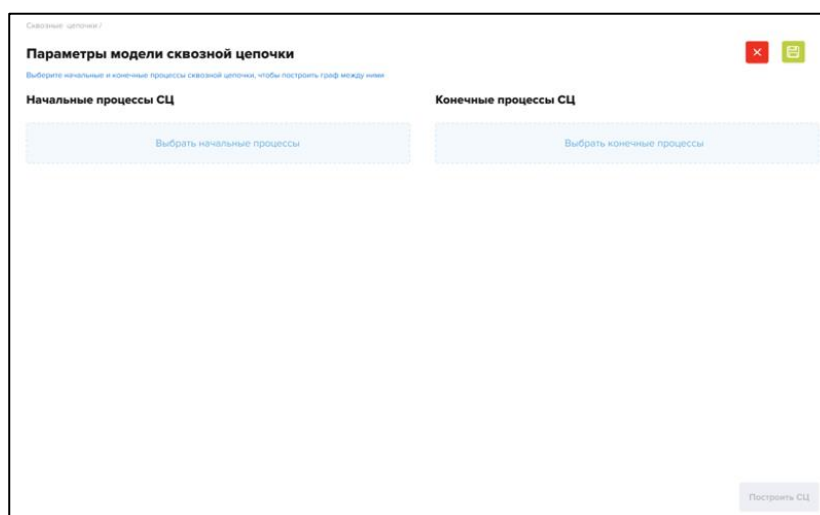 Сквозные цепочки /
Параметры модели сквозной цепочки
Выберите начальные и конечные процессы сквозной цепочки, чтобы построить граф между ними
Начальные процессы СЦ
Конечные процессы СЦ
Выбрать начальные процессы
Выбрать конечные процессы
Построить СЦ